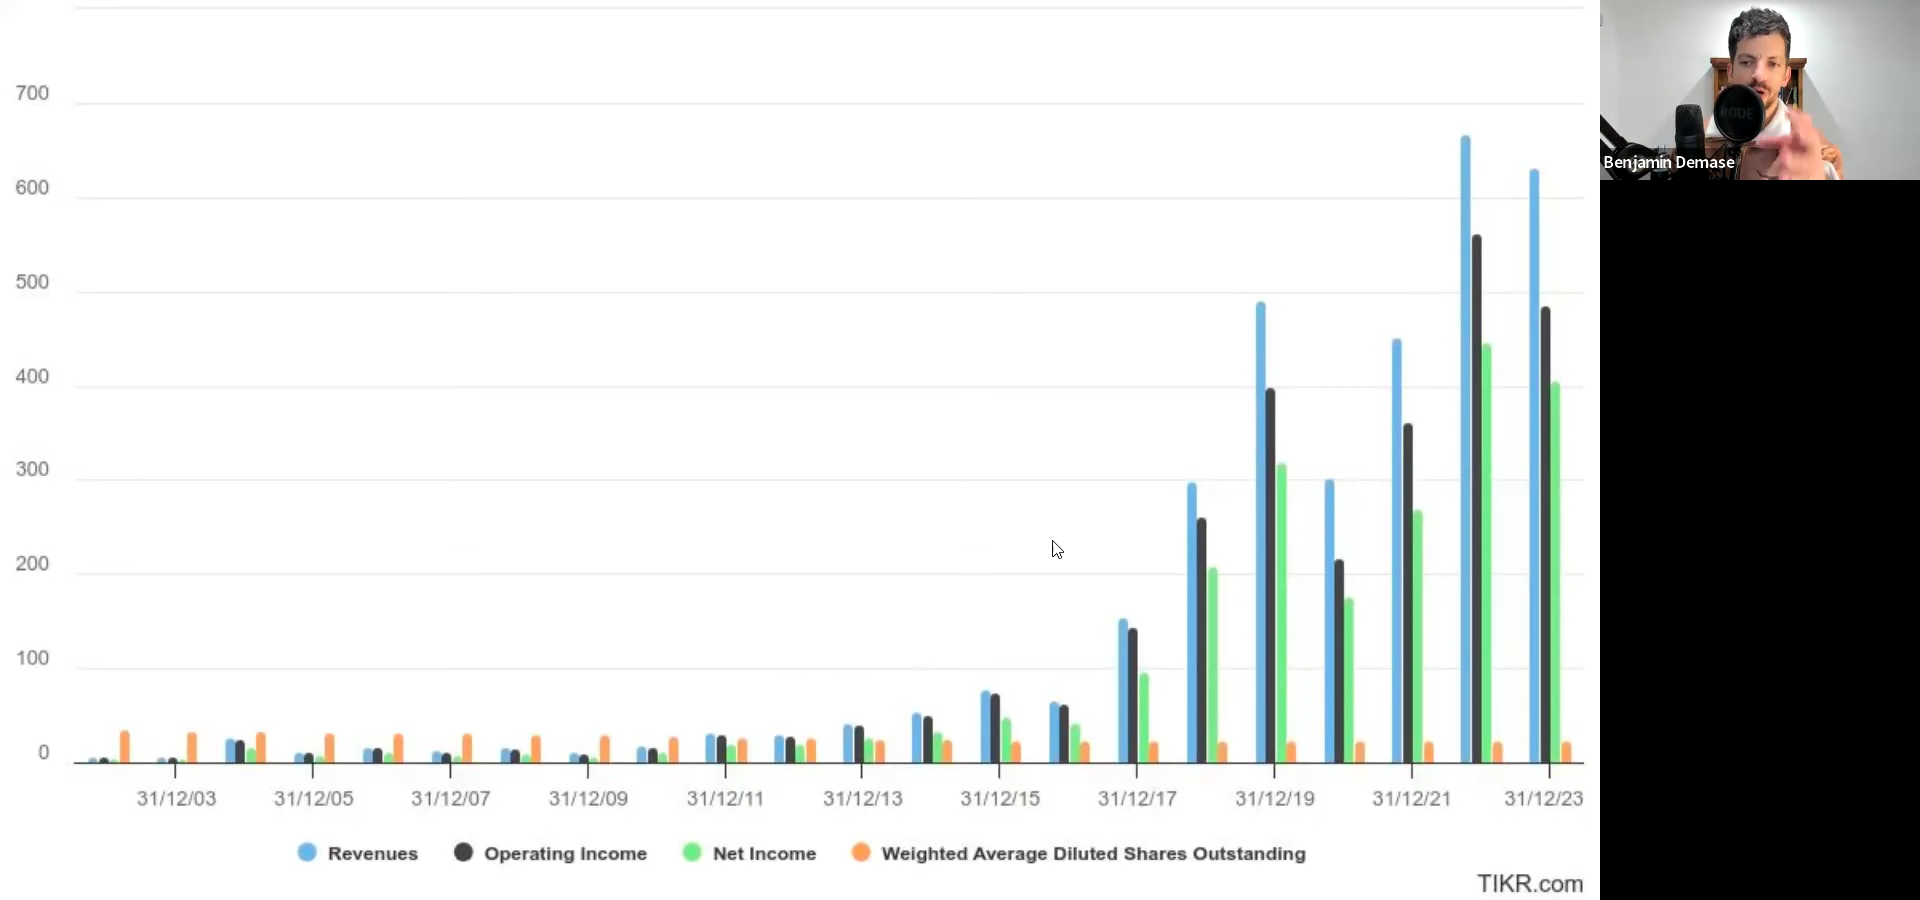 700
600
500
400
300
200
100
0
31/12/03 31/12/05 31/12/07 31/12/09 31/12/11 31/12/13 31/12/15 31/12/17 31/12/19 31/12/21 31/12/23
Revenues Operating Income Net Income Weighted Average Diluted Shares Outstanding
TIKR.com
RODE
Benjamin Demase